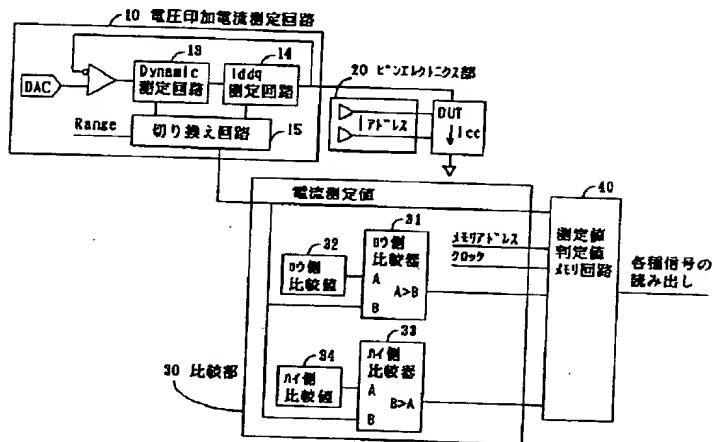 10 電圧印加電流測定回路
DAC
13
Dynamic
測定回路
14
Iddq
測定回路
Range
切り換え回路
15
20 ピンエレクトニクス部
アドレス
DUT
Icc
電流測定値
40
測定値
判定値
メモリ回路
メモリアドレス
クロック
各種信号の
読み出し
32
ロウ側
比較値
31
ロウ側
比較器
A
A>B
B
34
ハイ側
比較値
33
ハイ側
比較器
A
B>A
B
30 比較部